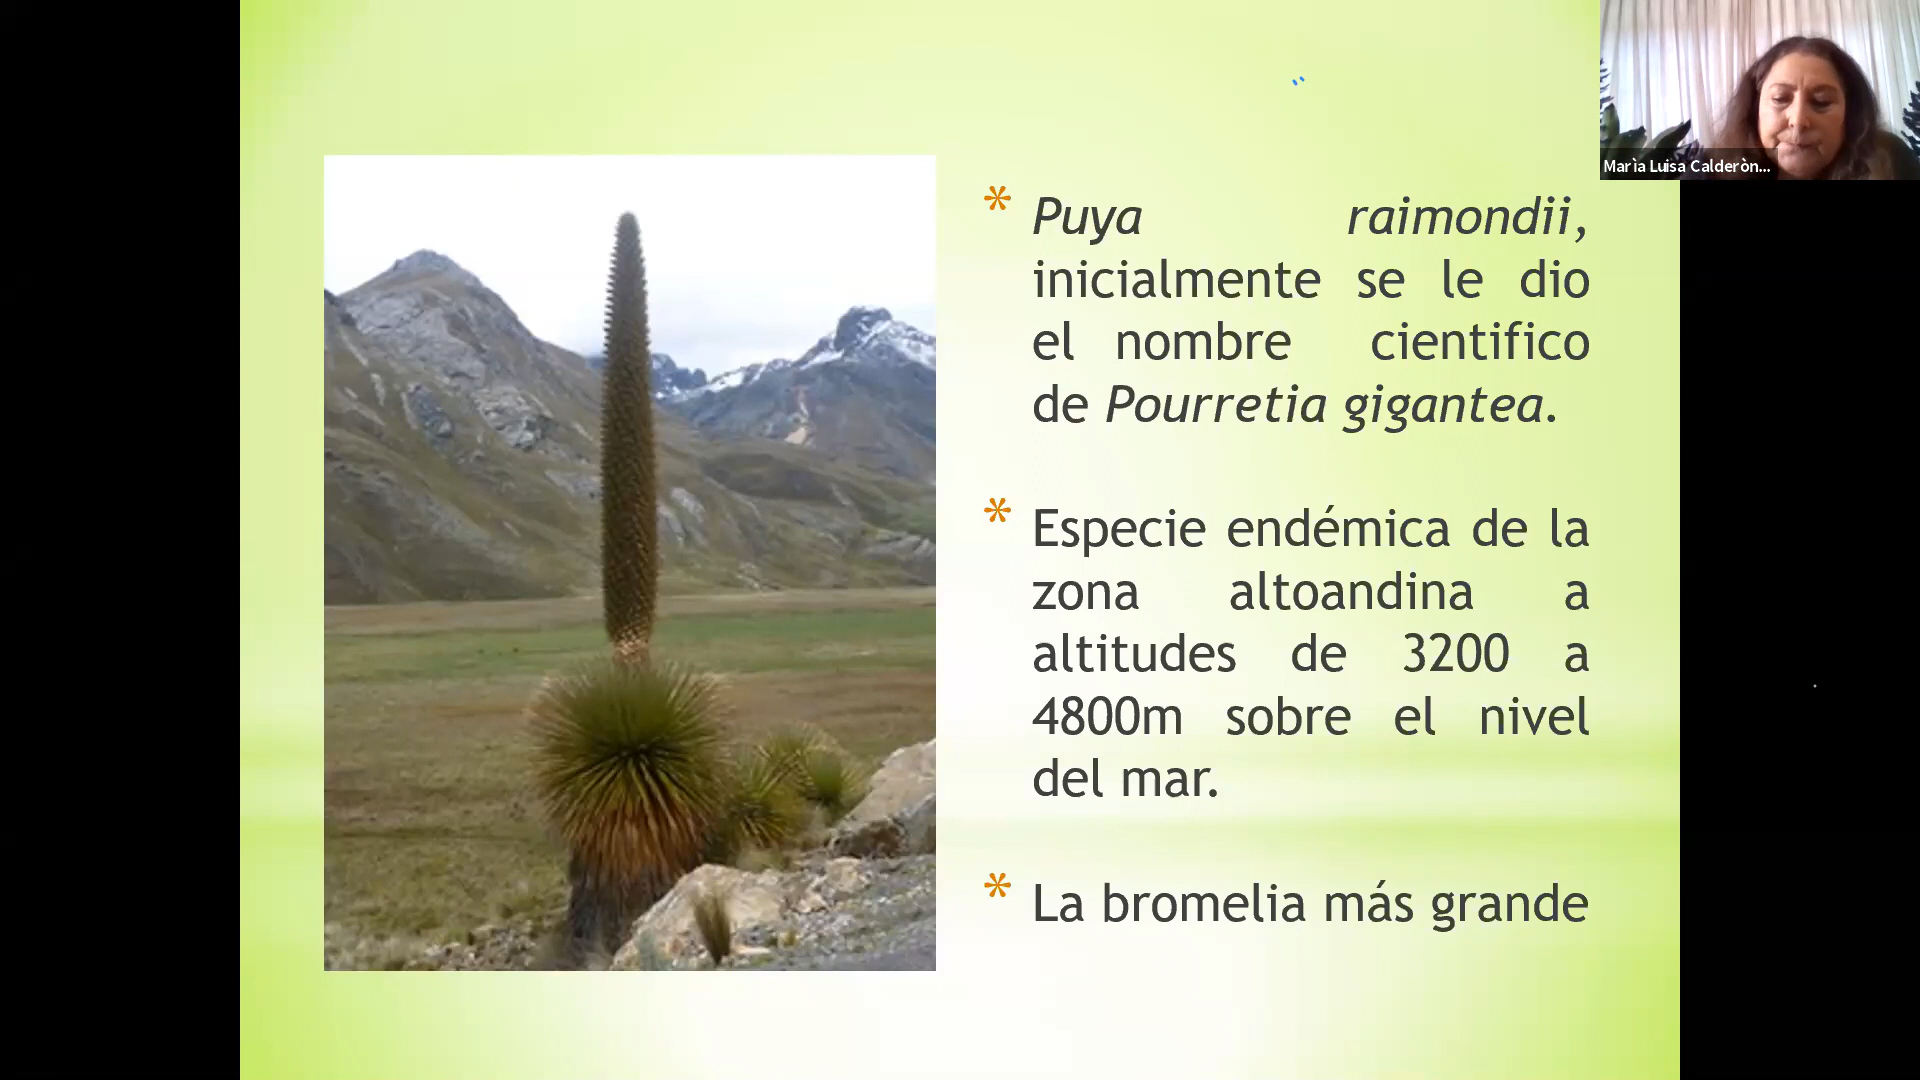 Marìa Luisa Calderòn...
* Puya raimondii,
inicialmente se le dio
el nombre cientifico
de Pourretia gigantea.
* Especie endémica de la
zona altoandina a
altitudes de 3200 a
4800m sobre el nivel
del mar.
* La bromelia más grande